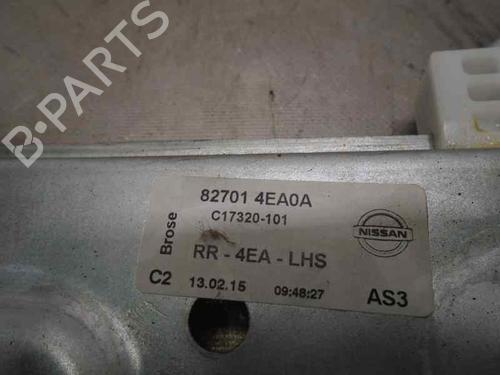 B-PARTS
82701 4EA0A
C17320-101
Brose
NISSAN
RR - 4EA - LHS
C2 13.02.15 09:48:27 AS3